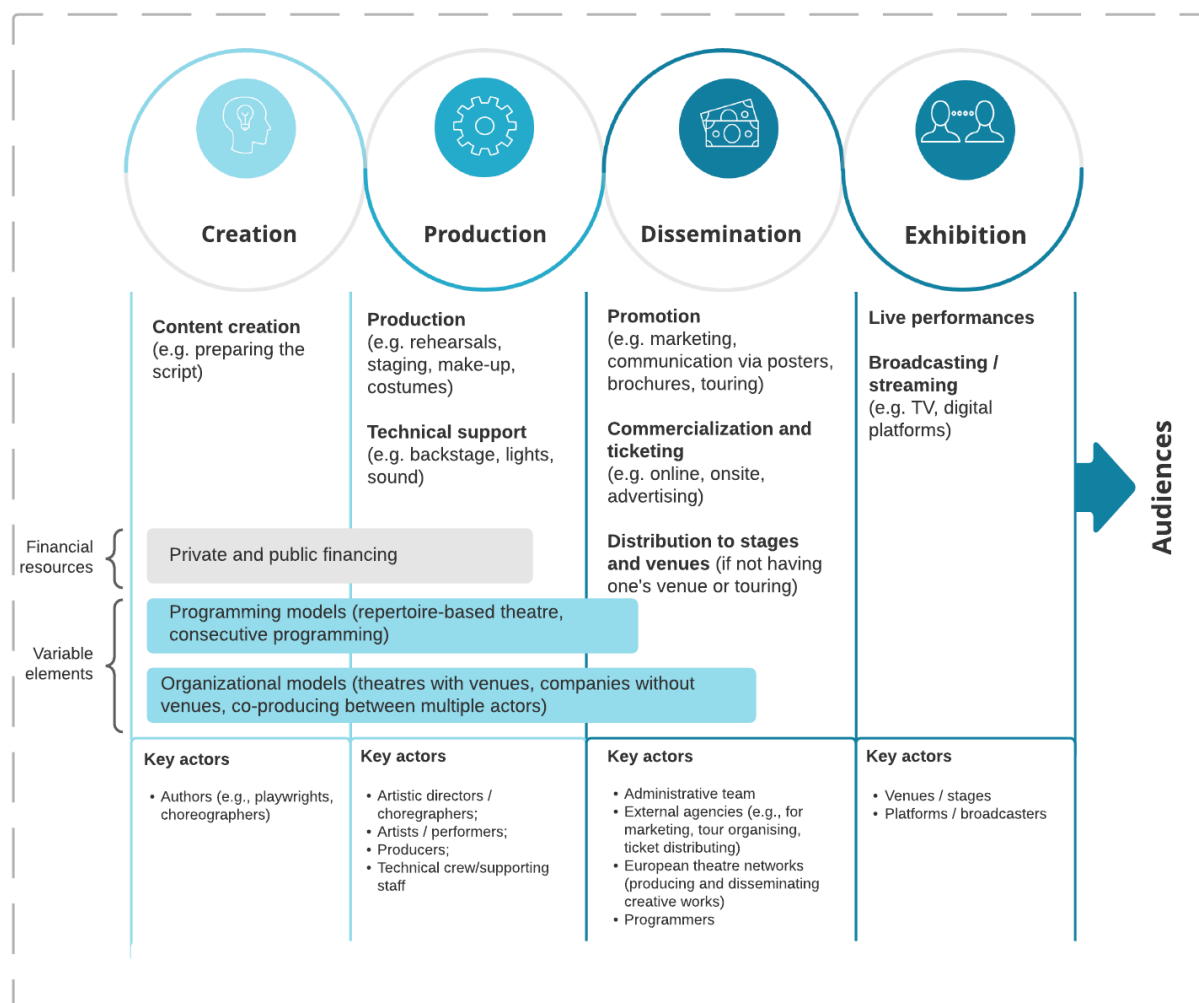 Creation
Production
Dissemination
Exhibition
Content creation
(e.g. preparing the
script)
Production
(e.g. rehearsals,
staging, make-up,
costumes)
Technical support
(e.g. backstage, lights,
sound)
Promotion
(e.g. marketing,
communication via posters,
brochures, touring)
Commercialization and
ticketing
(e.g. online, onsite,
advertising)
Distribution to stages
and venues (if not having
one's venue or touring)
Live performances
Broadcasting /
streaming
(e.g. TV, digital
platforms)
Audiences
Financial
resources
Private and public financing
Variable
elements
Programming models (repertoire-based theatre,
consecutive programming)
Organizational models (theatres with venues, companies without
venues, co-producing between multiple actors)
Key actors
• Authors (e.g., playwrights,
choreographers)
Key actors
• Artistic directors /
choregraphers;
• Artists / performers;
• Producers;
• Technical crew/supporting
staff
Key actors
• Administrative team
• External agencies (e.g., for
marketing, tour organising,
ticket distributing)
• European theatre networks
(producing and disseminating
creative works)
• Programmers
Key actors
• Venues / stages
• Platforms / broadcasters